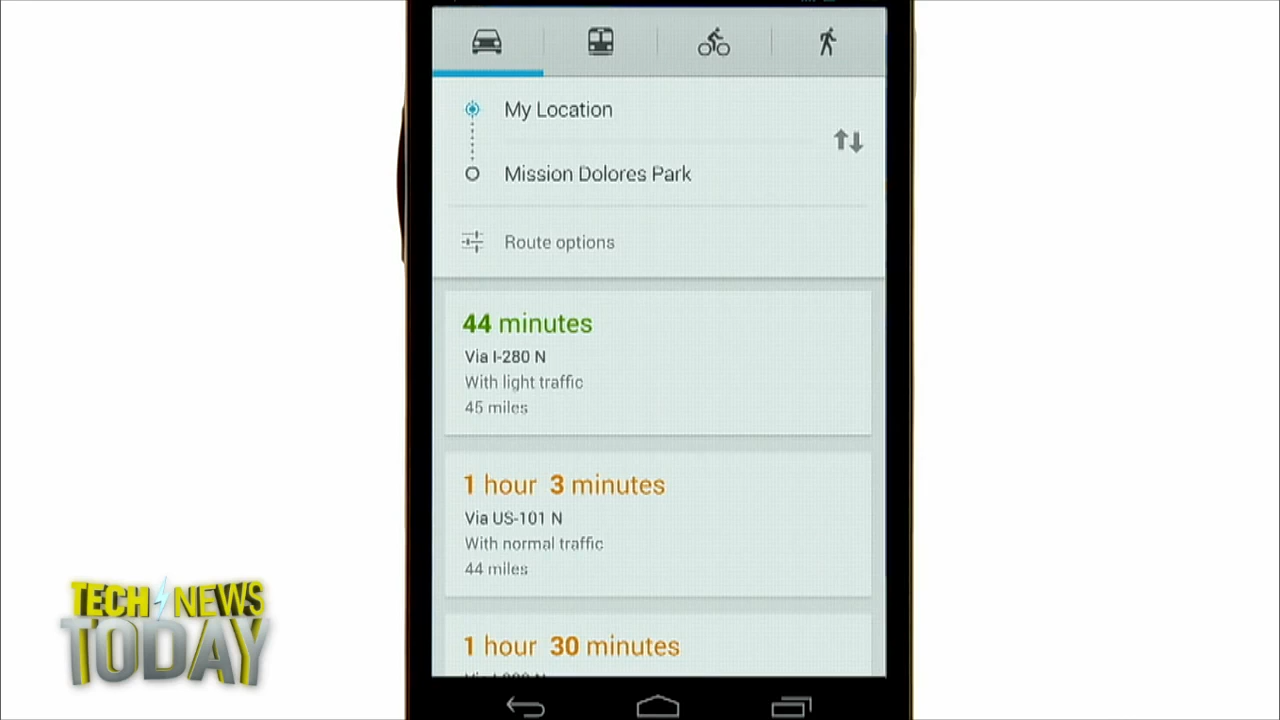 My Location
Mission Dolores Park
Route options
44 minutes
Via I-280 N
With light traffic
45 miles
1 hour 3 minutes
Via US-101 N
With normal traffic
44 miles
1 hour 30 minutes
TECH NEWS
TODAY